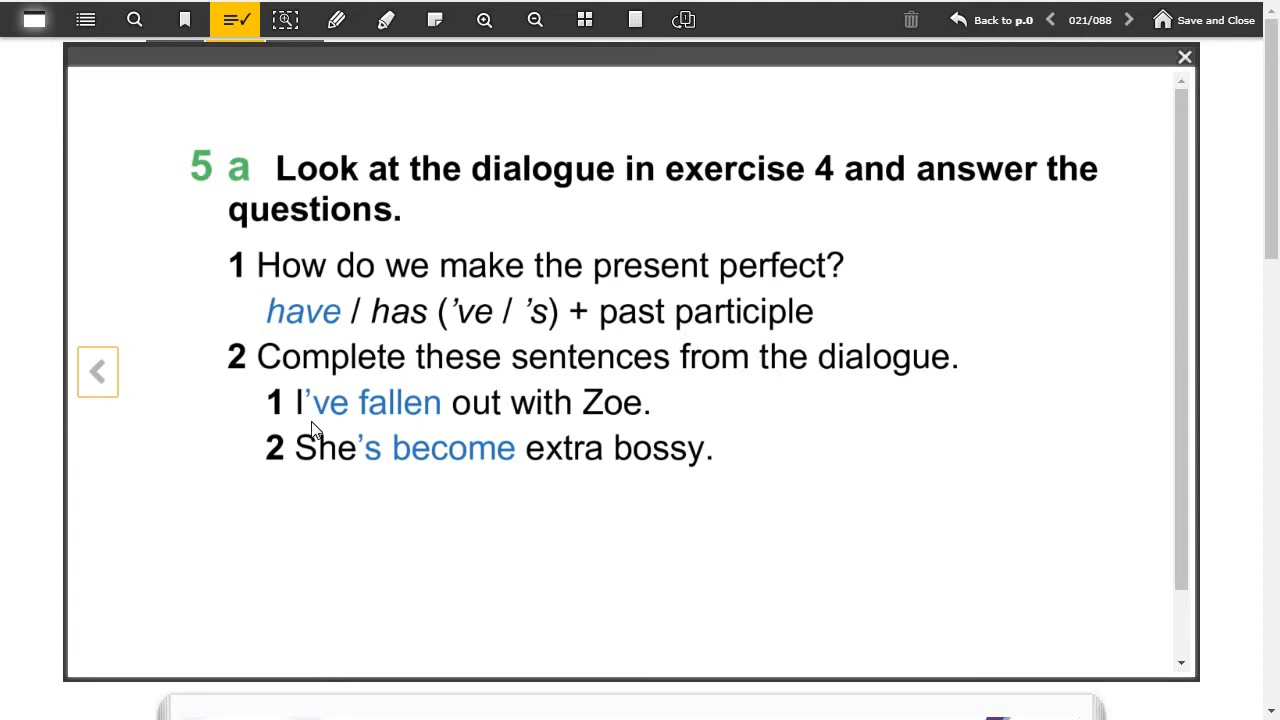 Back to p.0
021/088
Save and Close
5 a Look at the dialogue in exercise 4 and answer the
questions.
1 How do we make the present perfect?
have / has (’ve / ’s) + past participle
2 Complete these sentences from the dialogue.
1 I’ve fallen out with Zoe.
2 She’s become extra bossy.